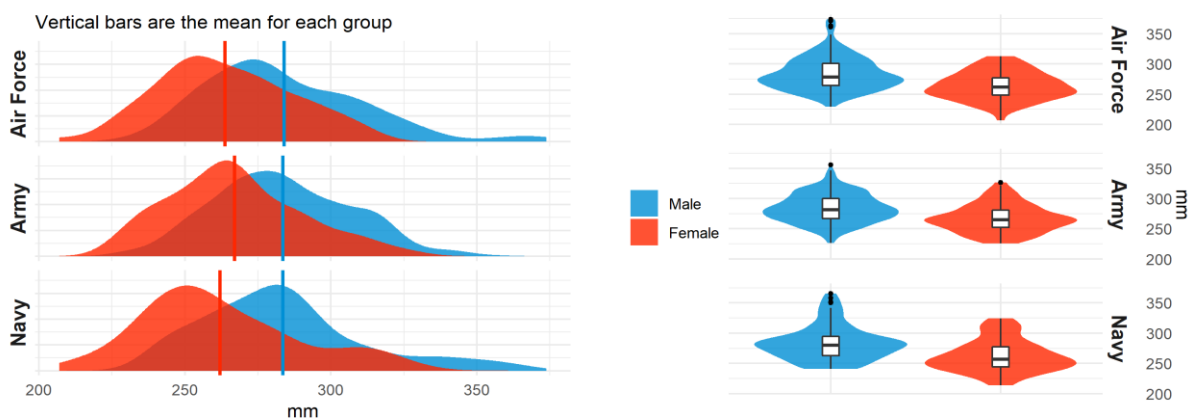 Vertical bars are the mean for each group
Air Force
Army
Navy
200 250 300 350
mm
Male
Female
350
300
250
200
Air Force
350
300
250
200
Army
mm
350
300
250
200
Navy